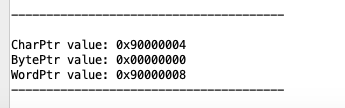 CharPtr value: 0x90000004
BytePtr value: 0x00000000
WordPtr value: 0x90000008